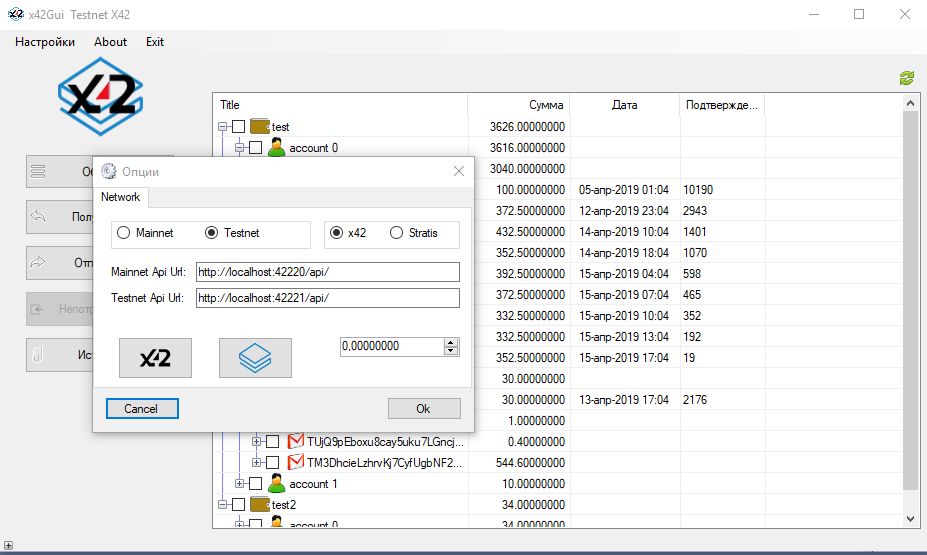 x42Gui Testnet X42
Настройки About Exit
x42
Title Сумма Дата Подтвержде...
test 3626.00000000
account 0 3616.00000000
3040.00000000
100.00000000 05-апр-2019 01:04 10190
372.50000000 12-апр-2019 23:04 2943
432.50000000 14-апр-2019 10:04 1401
352.50000000 14-апр-2019 18:04 1070
392.50000000 15-апр-2019 04:04 598
372.50000000 15-апр-2019 07:04 465
332.50000000 15-апр-2019 10:04 352
332.50000000 15-апр-2019 13:04 192
352.50000000 15-апр-2019 17:04 19
30.00000000
30.00000000 13-апр-2019 17:04 2176
1.00000000
TUjQ9pEboxu8cay5uku7LGncj... 0.40000000
TM3DhcieLzhrvKj7CyfUgbNF2... 544.60000000
account 1 10.00000000
test2 34.00000000
account 0 34.00000000
Опции
Network
Mainnet Testnet x42 Stratis
Mainnet Api Url: http://localhost:42220/api/
Testnet Api Url: http://localhost:42221/api/
x42
0,00000000
Cancel Ok